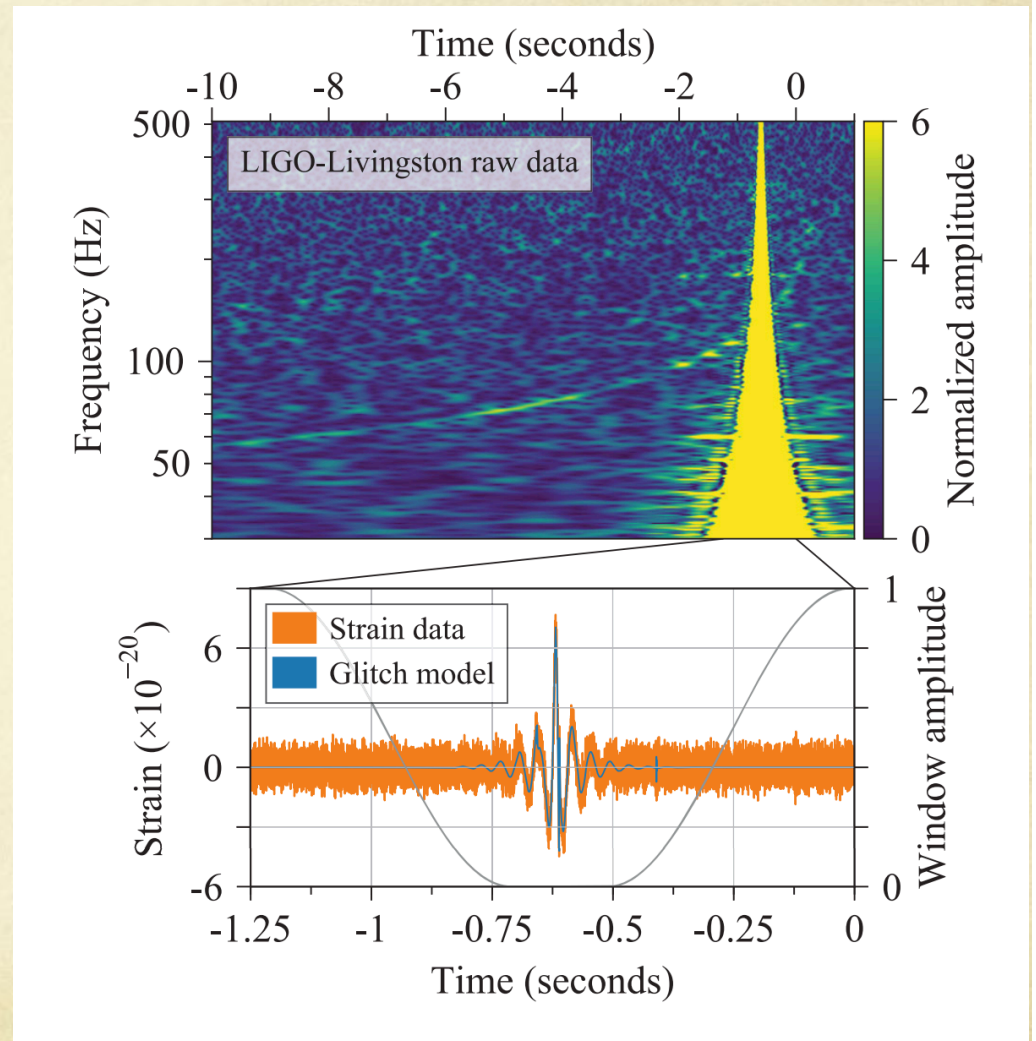 Time (seconds)
-10 -8 -6 -4 -2 0
500
LIGO-Livingston raw data
100
50
Frequency (Hz)
6
4
2
0
Normalized amplitude
Strain data
Glitch model
6
0
-6
Strain (×10⁻²⁰)
1
0
Window amplitude
-1.25 -1 -0.75 -0.5 -0.25 0
Time (seconds)